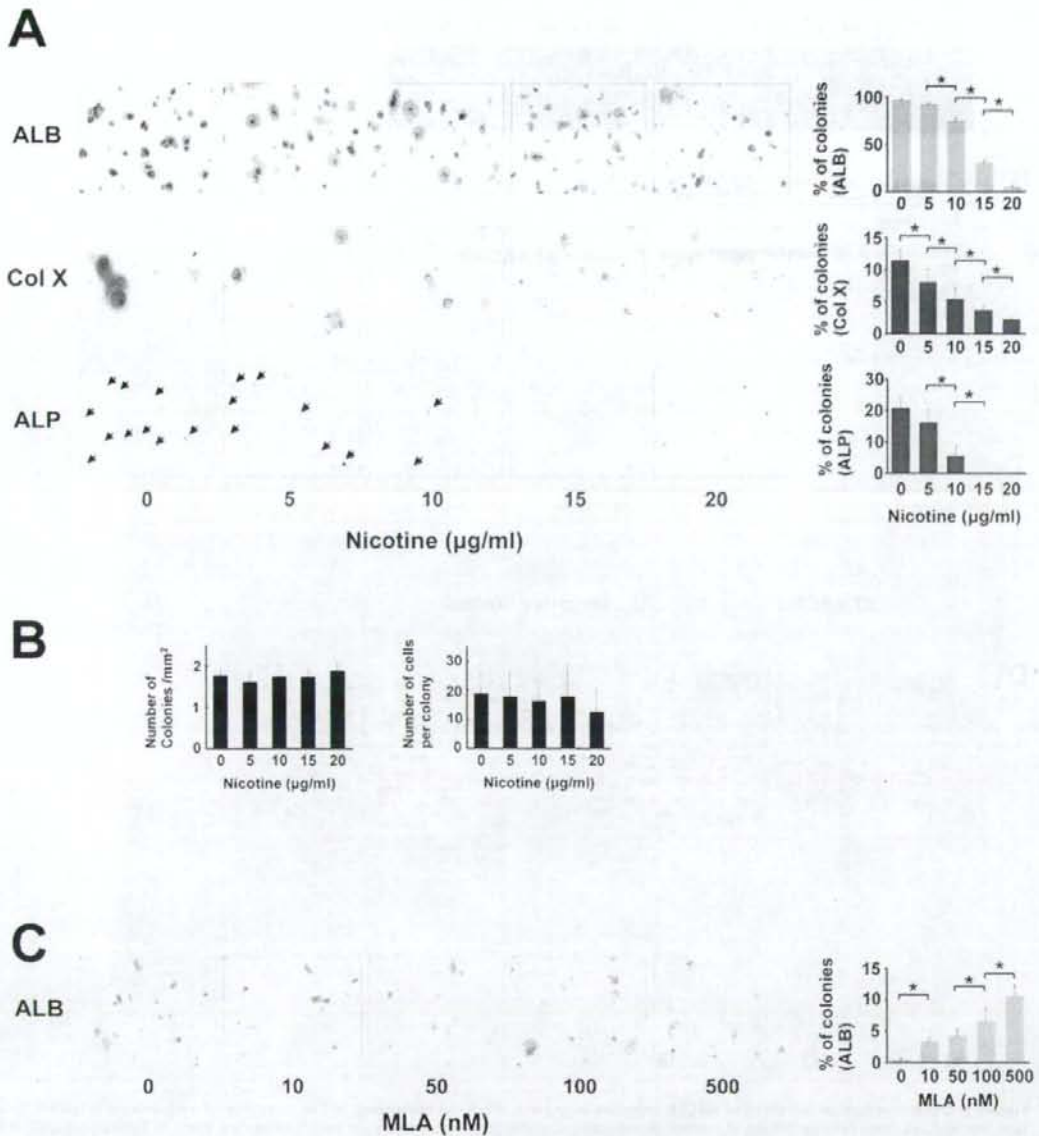 A
ALB
% of colonies
(ALB)
100
50
0
0 5 10 15 20
* * *
Col X
% of colonies
(Col X)
15
10
5
0
0 5 10 15 20
* * * *
ALP
% of colonies
(ALP)
30
20
10
0
0 5 10 15 20
* *
Nicotine (µg/ml)
0 5 10 15 20
Nicotine (µg/ml)
B
Number of
Colonies /mm²
2
1
0
0 5 10 15 20
Nicotine (µg/ml)
Number of cells
per colony
30
20
10
0
0 5 10 15 20
Nicotine (µg/ml)
C
ALB
0 10 50 100 500
MLA (nM)
% of colonies
(ALB)
15
10
5
0
0 10 50 100 500
* * *
MLA (nM)